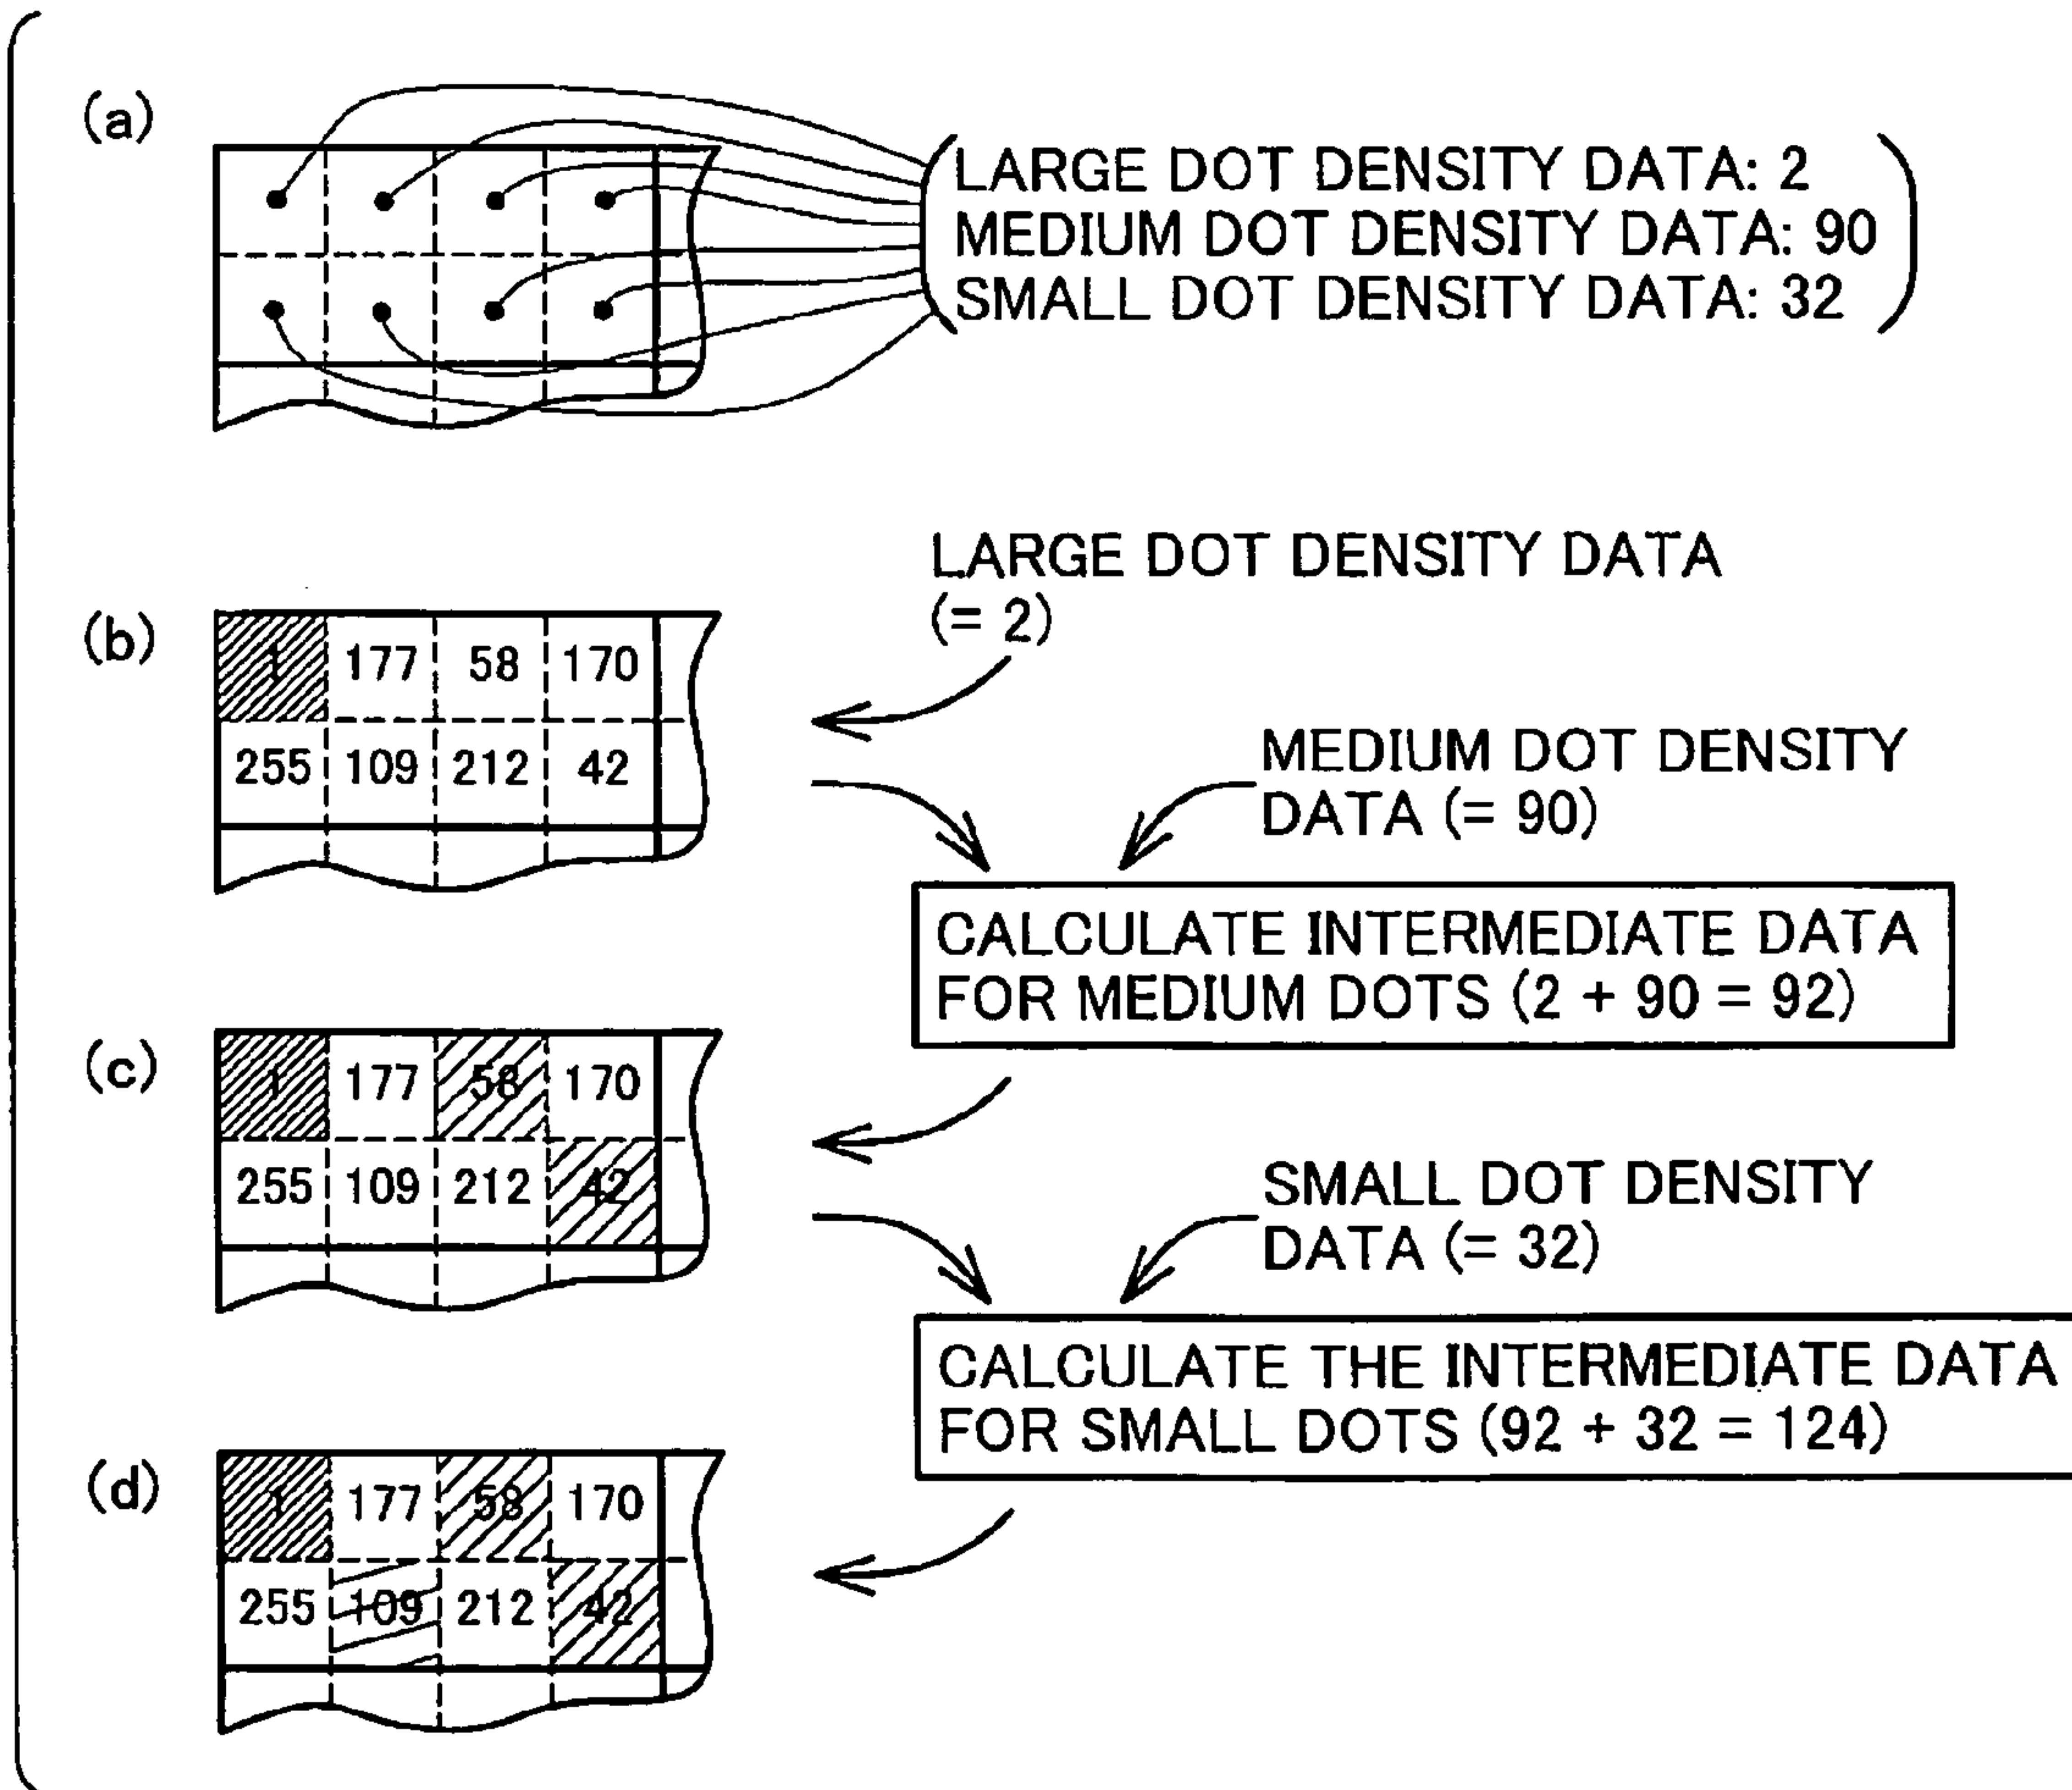 (a)
LARGE DOT DENSITY DATA: 2
MEDIUM DOT DENSITY DATA: 90
SMALL DOT DENSITY DATA: 32
LARGE DOT DENSITY DATA
(= 2)
(b)
1 177 58 170
255 109 212 42
MEDIUM DOT DENSITY
DATA (= 90)
CALCULATE INTERMEDIATE DATA
FOR MEDIUM DOTS (2 + 90 = 92)
(c)
1 177 58 170
255 109 212 42
SMALL DOT DENSITY
DATA (= 32)
CALCULATE THE INTERMEDIATE DATA
FOR SMALL DOTS (92 + 32 = 124)
(d)
1 177 58 170
255 109 212 42